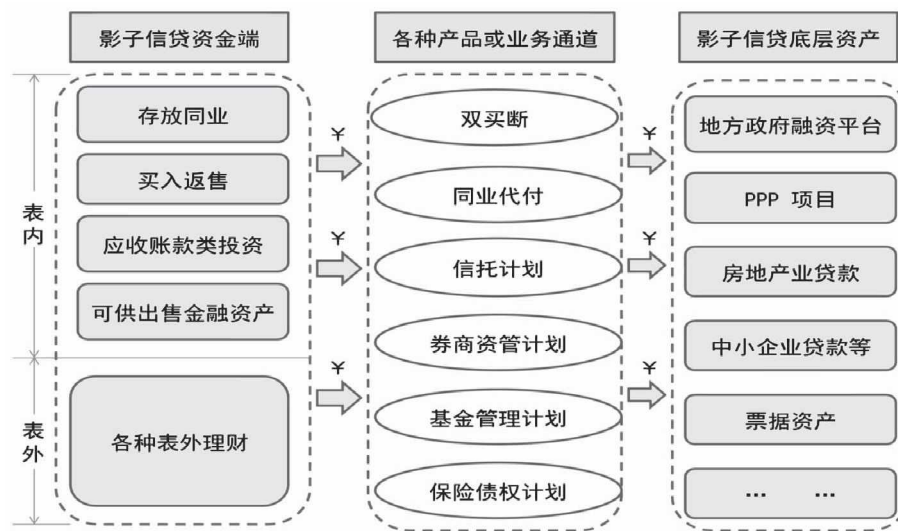 影子信贷资金端
各种产品或业务通道
影子信贷底层资产
表内
存放同业
买入返售
应收账款类投资
可供出售金融资产
表外
各种表外理财
¥
¥
¥
双买断
同业代付
信托计划
券商资管计划
基金管理计划
保险债权计划
¥
¥
¥
地方政府融资平台
PPP 项目
房地产业贷款
中小企业贷款等
票据资产
… …